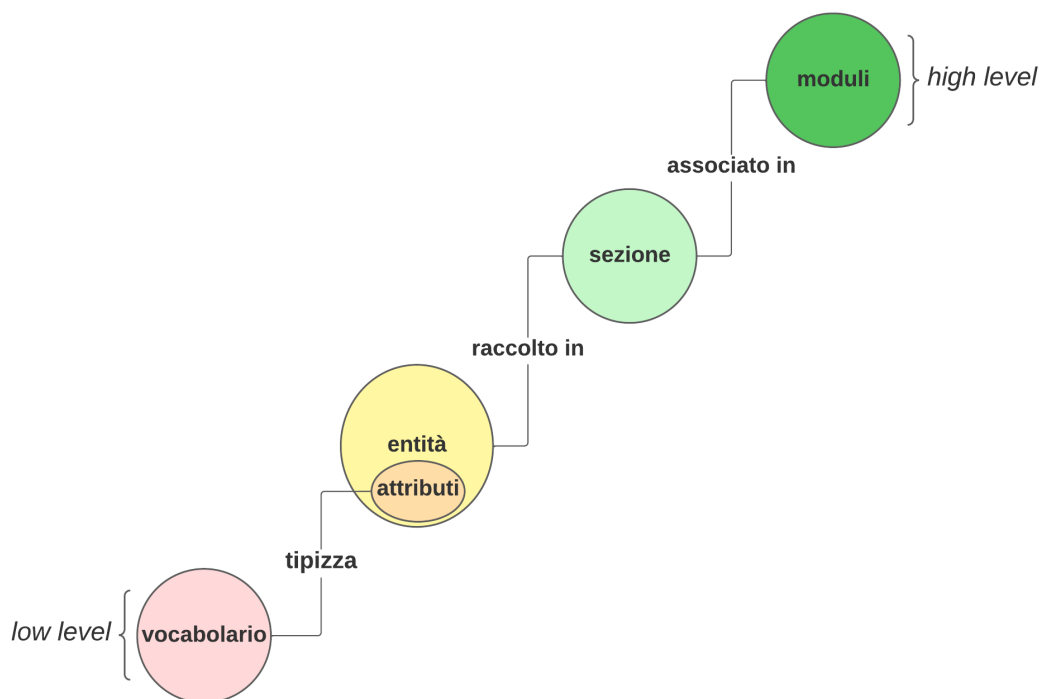 moduli
high level
associato in
sezione
raccolto in
entità
attributi
tipizza
low level
vocabolario